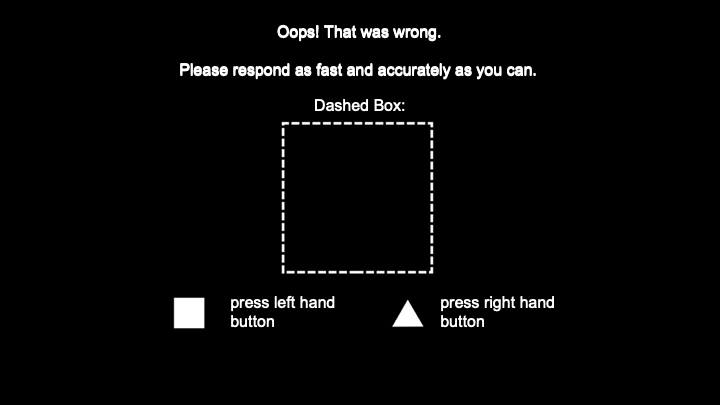 Oops! That was wrong.
Please respond as fast and accurately as you can.
Dashed Box:
press left hand
button
press right hand
button